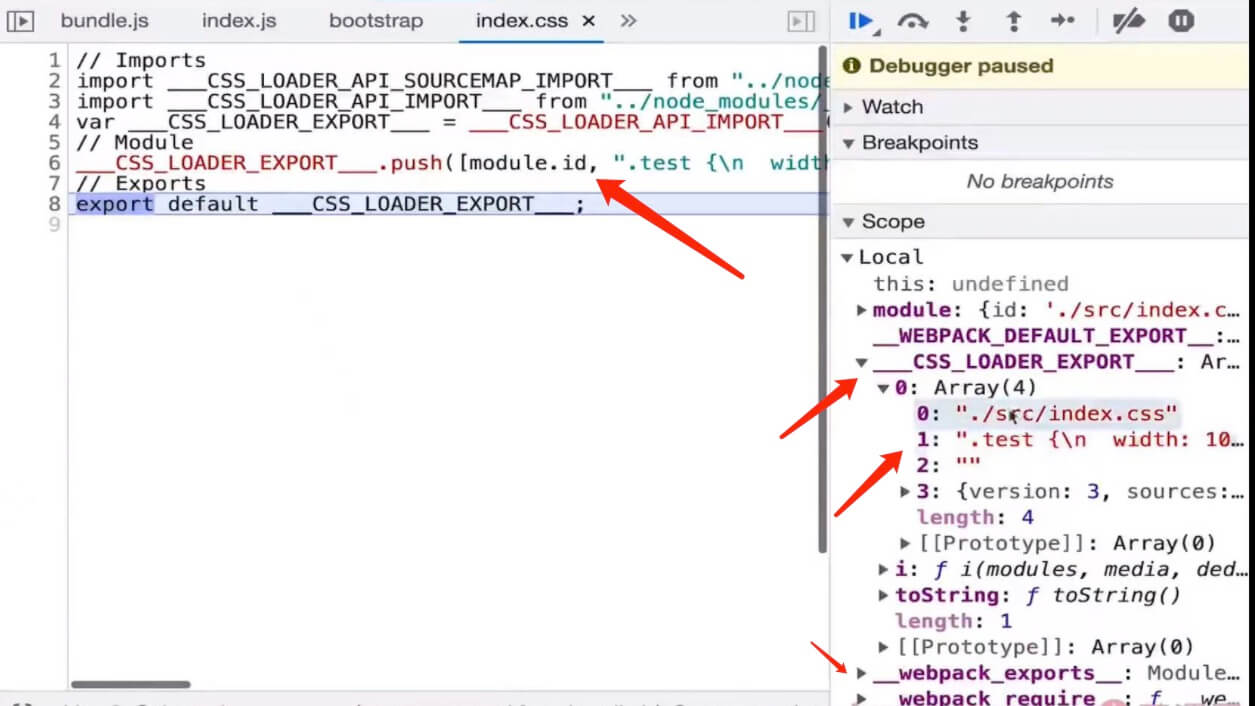 bundle.js index.js bootstrap index.css × »
1 // Imports
2 import ___CSS_LOADER_API_SOURCEMAP_IMPORT___ from "../node
3 import ___CSS_LOADER_API_IMPORT___ from "../node_modules/
4 var ___CSS_LOADER_EXPORT___ = ___CSS_LOADER_API_IMPORT___(
5 // Module
6 ___CSS_LOADER_EXPORT___.push([module.id, ".test {\n  widt
7 // Exports
8 export default ___CSS_LOADER_EXPORT___;
9
Debugger paused
Watch
Breakpoints
No breakpoints
Scope
Local
this: undefined
module: {id: './src/index.c…
__WEBPACK_DEFAULT_EXPORT__:…
___CSS_LOADER_EXPORT___: Ar…
0: Array(4)
0: "./src/index.css"
1: ".test {\n  width: 10…
2: ""
3: {version: 3, sources:…
length: 4
[[Prototype]]: Array(0)
i: ƒ i(modules, media, ded…
toString: ƒ toString()
length: 1
[[Prototype]]: Array(0)
__webpack_exports__: Module…
__webpack_require__: ƒ __we…